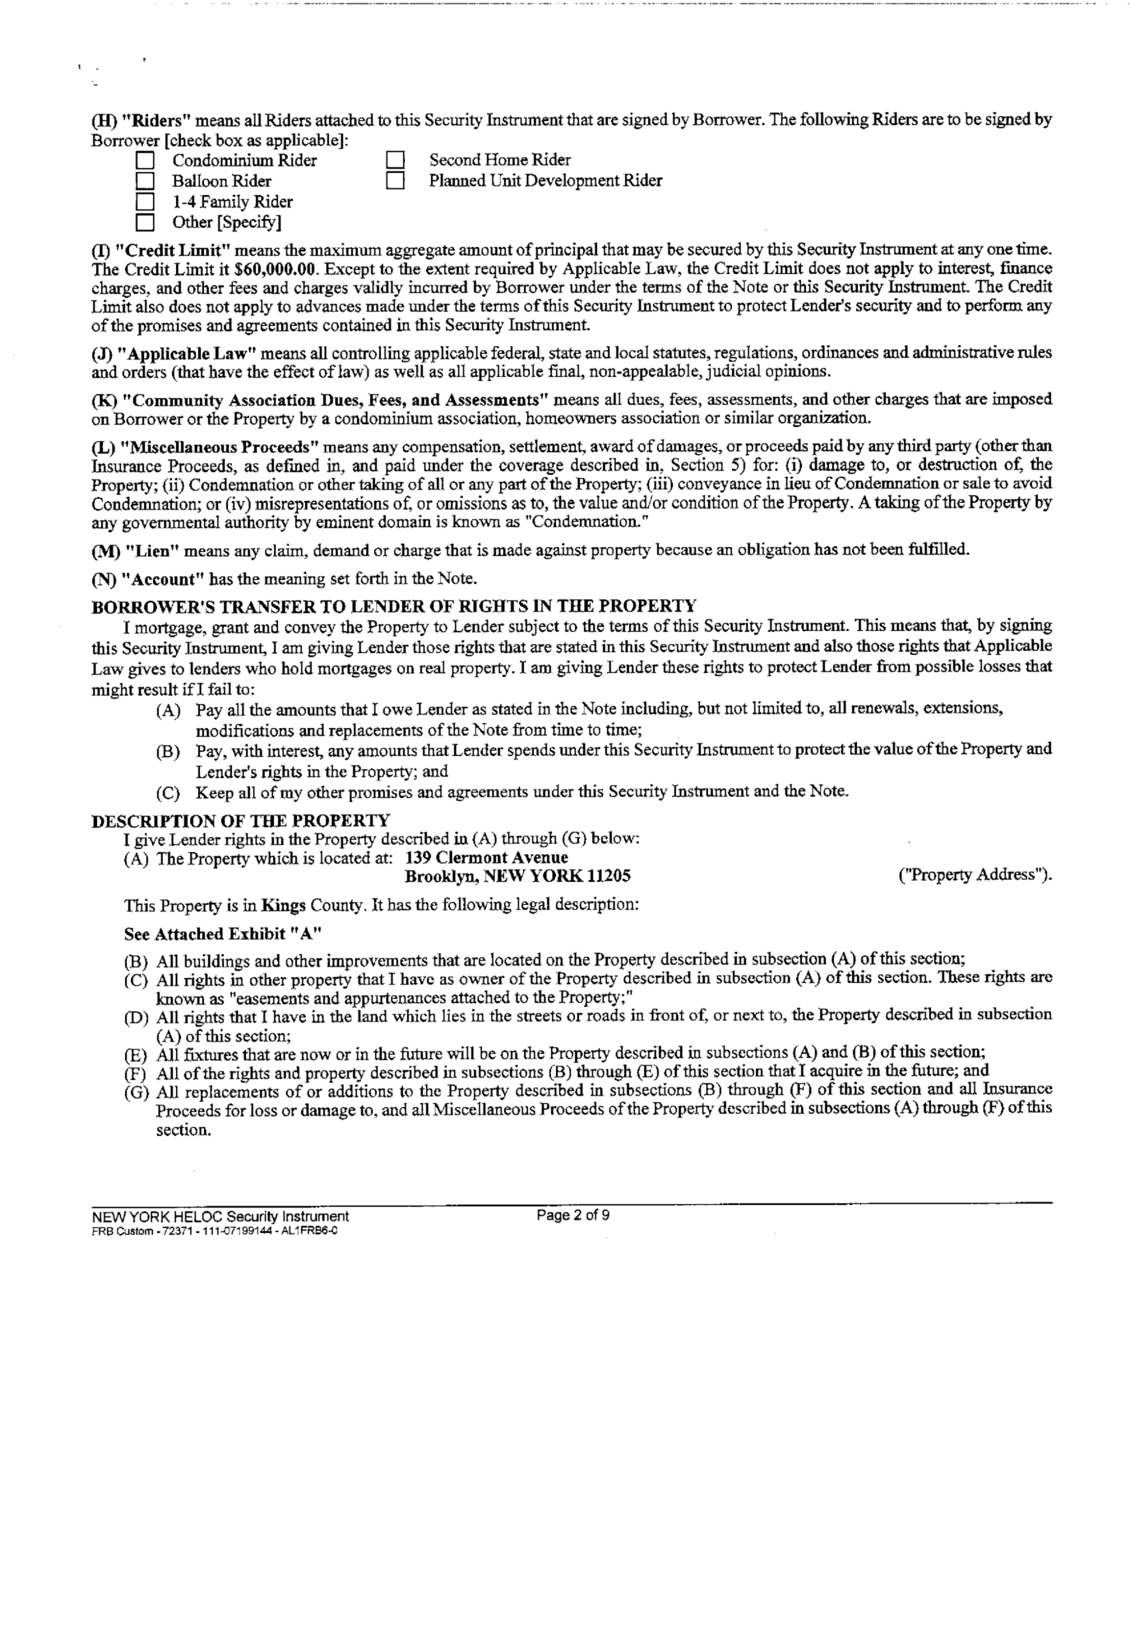 (H) "Riders" means all Riders attached to this Security Instrument that are signed by Borrower. The following Riders are to be signed by
Borrower [check box as applicable]:
Condominium Rider Second Home Rider
Balloon Rider Planned Unit Development Rider
1-4 Family Rider
Other [Specify]
(I) "Credit Limit" means the maximum aggregate amount of principal that may be secured by this Security Instrument at any one time.
The Credit Limit it $60,000.00. Except to the extent required by Applicable Law, the Credit Limit does not apply to interest, finance
charges, and other fees and charges validly incurred by Borrower under the terms of the Note or this Security Instrument. The Credit
Limit also does not apply to advances made under the terms of this Security Instrument to protect Lender's security and to perform any
of the promises and agreements contained in this Security Instrument.
(J) "Applicable Law" means all controlling applicable federal, state and local statutes, regulations, ordinances and administrative rules
and orders (that have the effect of law) as well as all applicable final, non-appealable, judicial opinions.
(K) "Community Association Dues, Fees, and Assessments" means all dues, fees, assessments, and other charges that are imposed
on Borrower or the Property by a condominium association, homeowners association or similar organization.
(L) "Miscellaneous Proceeds" means any compensation, settlement, award of damages, or proceeds paid by any third party (other than
Insurance Proceeds, as defined in, and paid under the coverage described in, Section 5) for: (i) damage to, or destruction of, the
Property; (ii) Condemnation or other taking of all or any part of the Property; (iii) conveyance in lieu of Condemnation or sale to avoid
Condemnation; or (iv) misrepresentations of, or omissions as to, the value and/or condition of the Property. A taking of the Property by
any governmental authority by eminent domain is known as "Condemnation."
(M) "Lien" means any claim, demand or charge that is made against property because an obligation has not been fulfilled.
(N) "Account" has the meaning set forth in the Note.
BORROWER'S TRANSFER TO LENDER OF RIGHTS IN THE PROPERTY
I mortgage, grant and convey the Property to Lender subject to the terms of this Security Instrument. This means that, by signing
this Security Instrument, I am giving Lender those rights that are stated in this Security Instrument and also those rights that Applicable
Law gives to lenders who hold mortgages on real property. I am giving Lender these rights to protect Lender from possible losses that
might result if I fail to:
(A) Pay all the amounts that I owe Lender as stated in the Note including, but not limited to, all renewals, extensions,
modifications and replacements of the Note from time to time;
(B) Pay, with interest, any amounts that Lender spends under this Security Instrument to protect the value of the Property and
Lender's rights in the Property; and
(C) Keep all of my other promises and agreements under this Security Instrument and the Note.
DESCRIPTION OF THE PROPERTY
I give Lender rights in the Property described in (A) through (G) below:
(A) The Property which is located at: 139 Clermont Avenue
Brooklyn, NEW YORK 11205 ("Property Address").
This Property is in Kings County. It has the following legal description:
See Attached Exhibit "A"
(B) All buildings and other improvements that are located on the Property described in subsection (A) of this section;
(C) All rights in other property that I have as owner of the Property described in subsection (A) of this section. These rights are
known as "easements and appurtenances attached to the Property;"
(D) All rights that I have in the land which lies in the streets or roads in front of, or next to, the Property described in subsection
(A) of this section;
(E) All fixtures that are now or in the future will be on the Property described in subsections (A) and (B) of this section;
(F) All of the rights and property described in subsections (B) through (E) of this section that I acquire in the future; and
(G) All replacements of or additions to the Property described in subsections (B) through (F) of this section and all Insurance
Proceeds for loss or damage to, and all Miscellaneous Proceeds of the Property described in subsections (A) through (F) of this
section.
NEW YORK HELOC Security Instrument Page 2 of 9
FRB Custom - 72371 - 111-07199144 - AL1FRB6-C